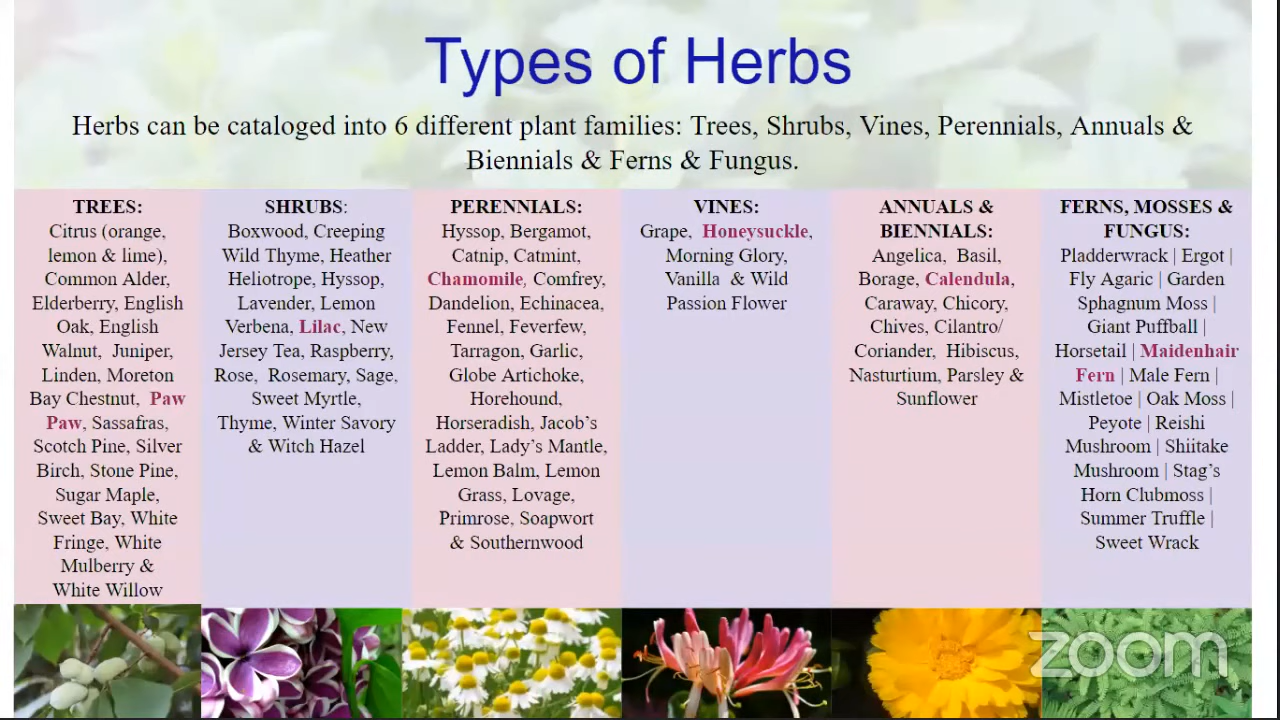 Types of Herbs
Herbs can be cataloged into 6 different plant families: Trees, Shrubs, Vines, Perennials, Annuals &
Biennials & Ferns & Fungus.
TREES:
Citrus (orange,
lemon & lime),
Common Alder,
Elderberry, English
Oak, English
Walnut, Juniper,
Linden, Moreton
Bay Chestnut, Paw
Paw, Sassafras,
Scotch Pine, Silver
Birch, Stone Pine,
Sugar Maple,
Sweet Bay, White
Fringe, White
Mulberry &
White Willow
SHRUBS:
Boxwood, Creeping
Wild Thyme, Heather
Heliotrope, Hyssop,
Lavender, Lemon
Verbena, Lilac, New
Jersey Tea, Raspberry,
Rose, Rosemary, Sage,
Sweet Myrtle,
Thyme, Winter Savory
& Witch Hazel
PERENNIALS:
Hyssop, Bergamot,
Catnip, Catmint,
Chamomile, Comfrey,
Dandelion, Echinacea,
Fennel, Feverfew,
Tarragon, Garlic,
Globe Artichoke,
Horehound,
Horseradish, Jacob's
Ladder, Lady's Mantle,
Lemon Balm, Lemon
Grass, Lovage,
Primrose, Soapwort
& Southernwood
VINES:
Grape, Honeysuckle,
Morning Glory,
Vanilla & Wild
Passion Flower
ANNUALS &
BIENNIALS:
Angelica, Basil,
Borage, Calendula,
Caraway, Chicory,
Chives, Cilantro/
Coriander, Hibiscus,
Nasturtium, Parsley &
Sunflower
FERNS, MOSSES &
FUNGUS:
Pladderwrack | Ergot |
Fly Agaric | Garden
Sphagnum Moss |
Giant Puffball |
Horsetail | Maidenhair
Fern | Male Fern |
Mistletoe | Oak Moss |
Peyote | Reishi
Mushroom | Shiitake
Mushroom | Stag's
Horn Clubmoss |
Summer Truffle |
Sweet Wrack
zoom